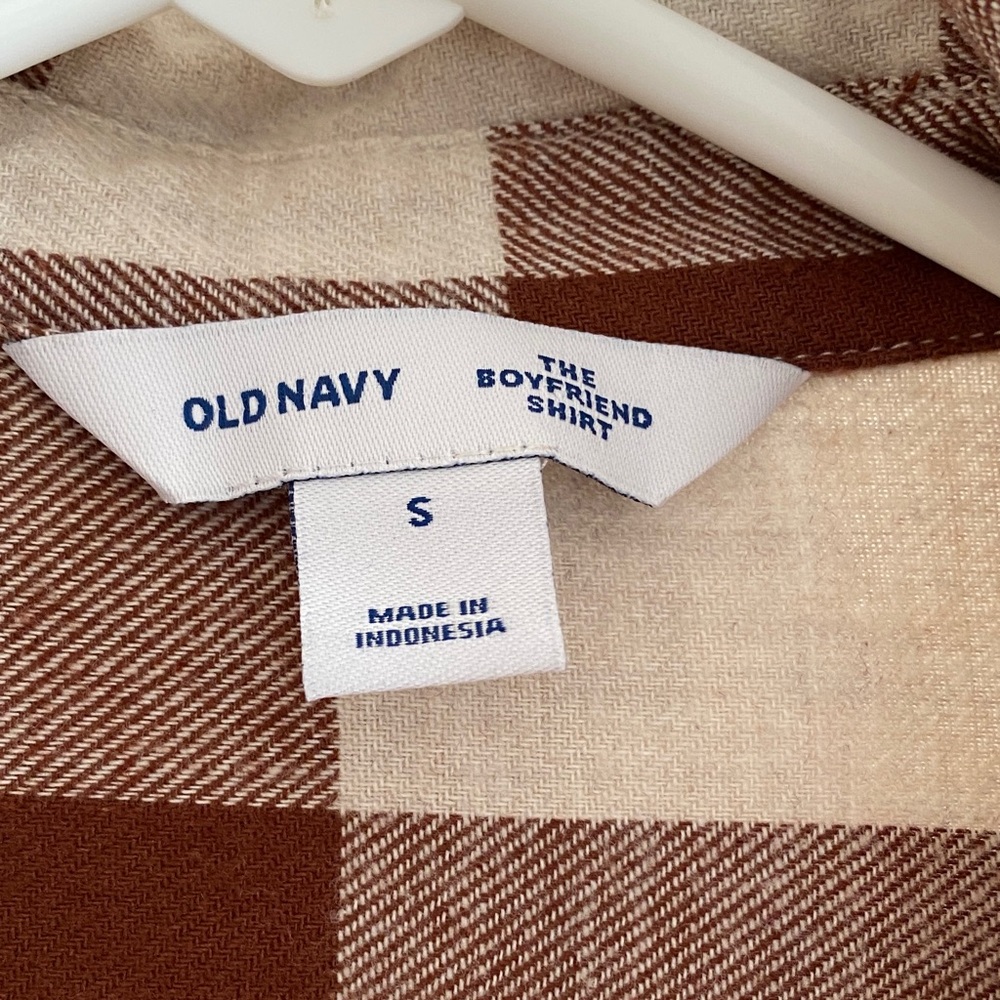 OLD NAVY
THE
BOYFRIEND
SHIRT
S
MADE IN
INDONESIA